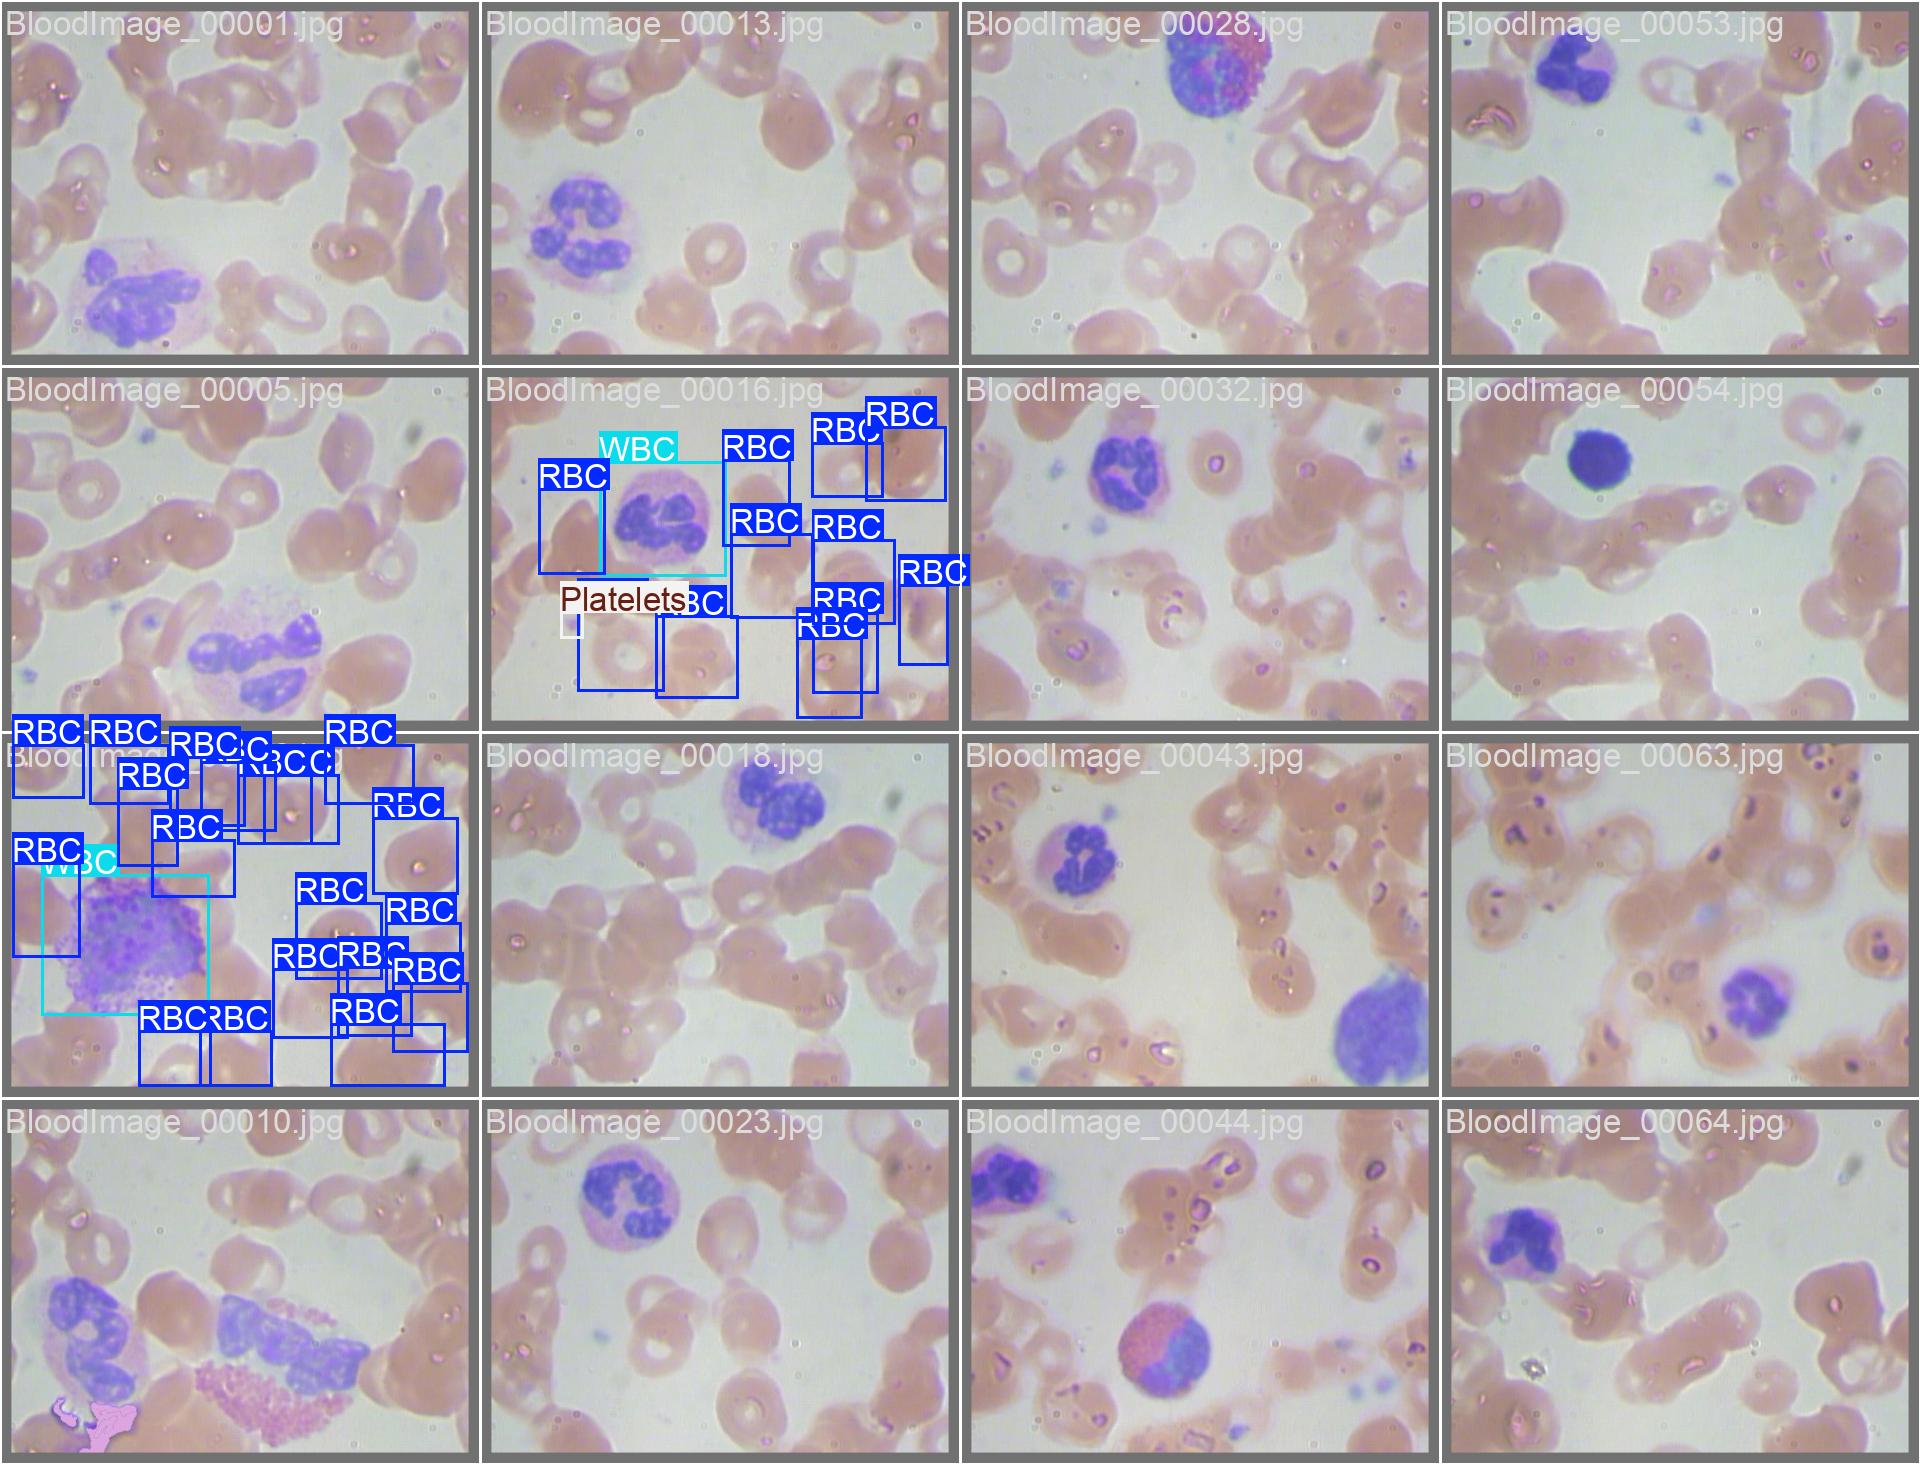 BloodImage_00001.jpg
BloodImage_00013.jpg
BloodImage_00028.jpg
BloodImage_00053.jpg
BloodImage_00005.jpg
BloodImage_00016.jpg
BloodImage_00032.jpg
BloodImage_00054.jpg
RBC
RBC
WBC
RBC
RBC
RBC
RBC
RBC
Platelets
RBC
RBC
RBC
BloodImage_00018.jpg
BloodImage_00043.jpg
BloodImage_00063.jpg
RBC
RBC
RBC
RBC
RBC
RBC
RBC
RBC
WBC
RBC
RBC
RBC
RBC
RBC
RBC
RBC
RBC
BloodImage_00010.jpg
BloodImage_00023.jpg
BloodImage_00044.jpg
BloodImage_00064.jpg